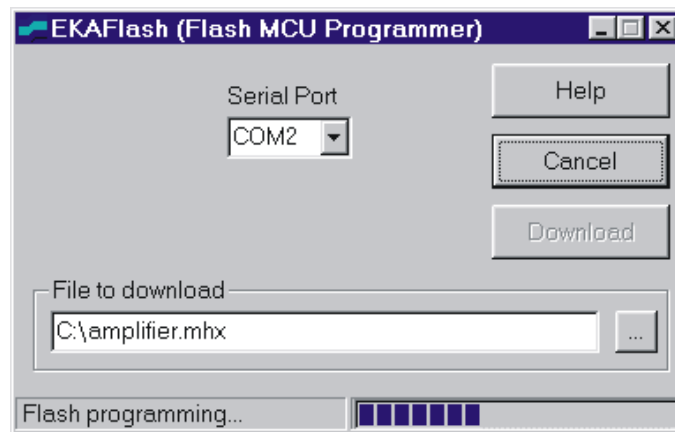 EKAFlash (Flash MCU Programmer)
Serial Port
COM2
Help
Cancel
Download
File to download
C:\amplifier.mhx
...
Flash programming...